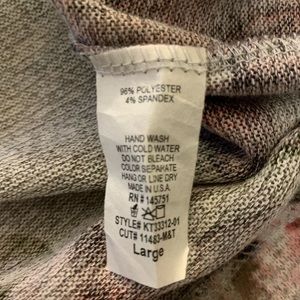 96% POLYESTER
4% SPANDEX
HAND WASH
WITH COLD WATER
DO NOT BLEACH
COLOR SEPARATE
HANG OR LINE DRY
MADE IN U.S.A.
RN # 145751
STYLE# KT33312-01
CUT# 11483-M&T
Large